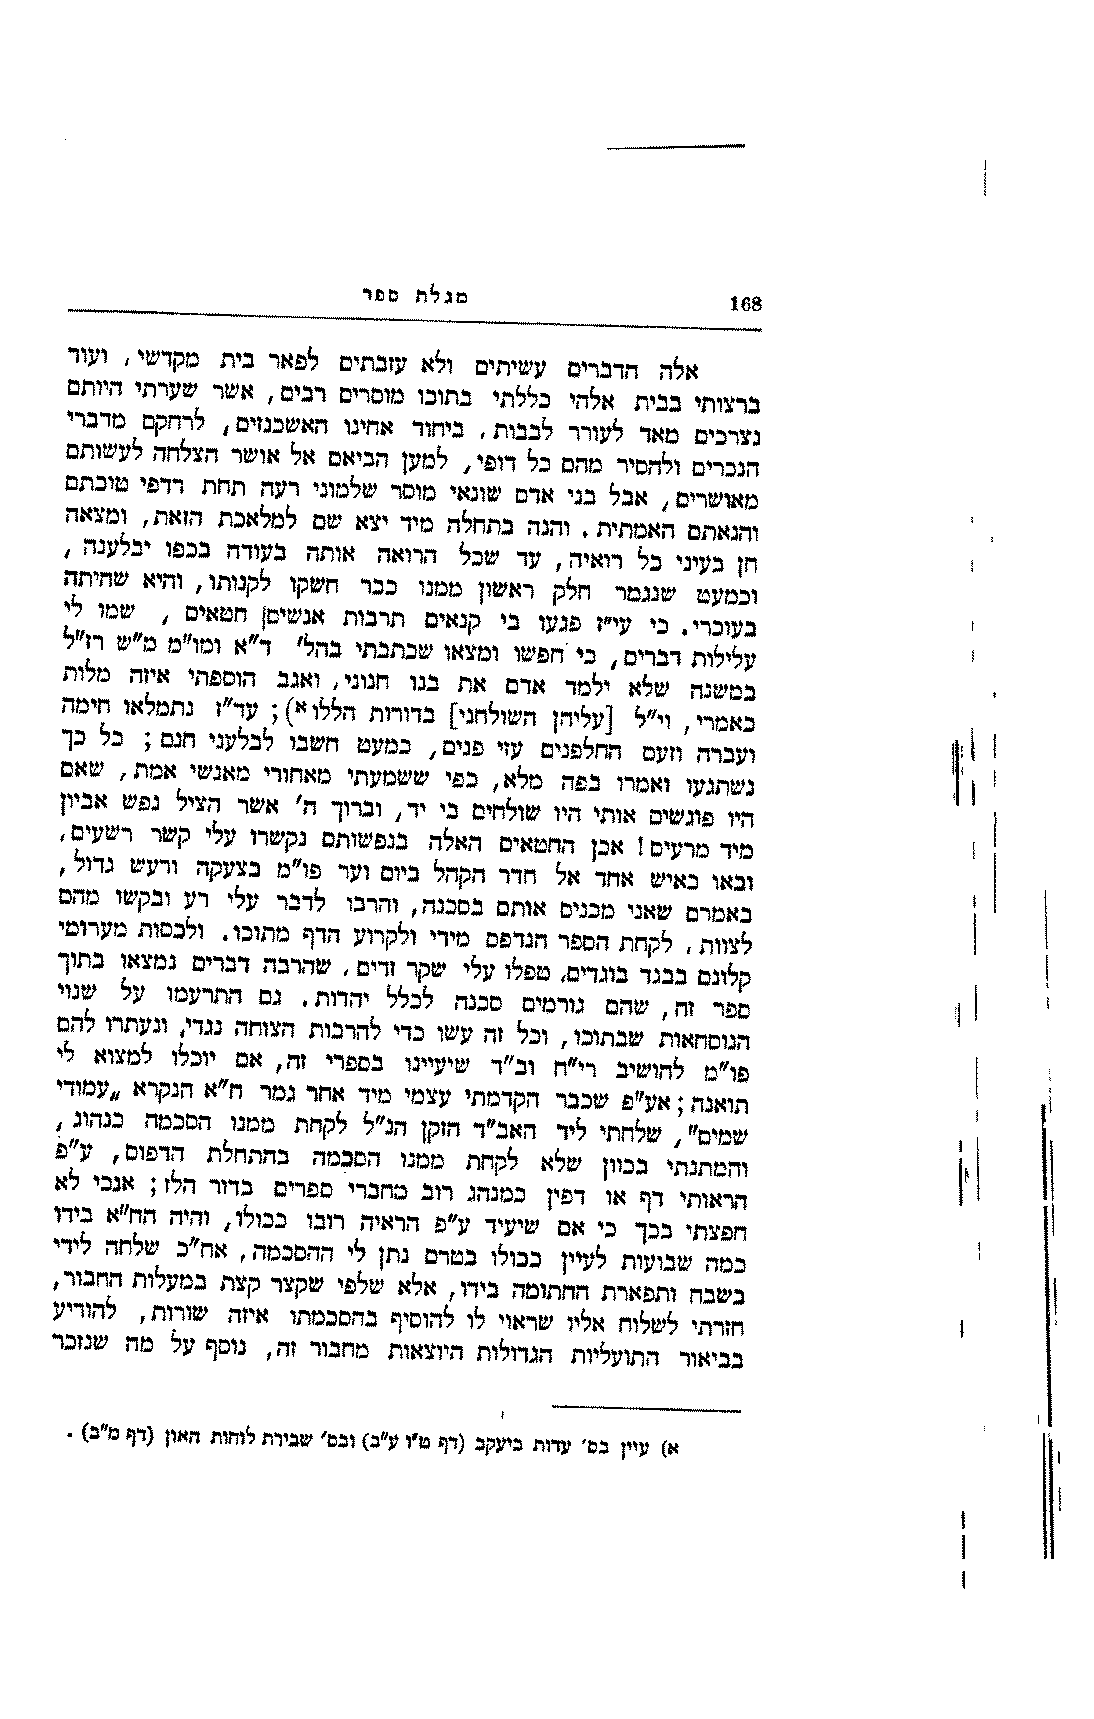 168
מגלת ספר
אלה הדברים עשיתים ולא עזבתים לפאר בית מקדשי, ועוד
ברצותי בבית אלהי כללתי בתוכו מוסרים רבים, אשר שערתי היותם
נצרכים מאד לעורר לבבות, ביחוד אחינו האשכנזים, לרחקם מדברי
הנכרים ולהסיר מהם כל דופי, למען הביאם אל אושר הצלחה לעשותם
מאושרים, אבל בני אדם שונאי מוסר שלמוני רעה תחת רדפי טובתם
והנאתם האמתית. והנה בתחלה מיד יצא שם למלאכת הזאת, ומצאה
חן בעיני כל רואיה, עד שכל הרואה אותה בעודה בכפו יבלענה,
וכמעט שנגמר חלק ראשון ממנו כבר חשקו לקנותו, והיא שהיתה
בעוכרי. כי עי"ז פגעו בי קנאים תרבות אנשים חטאים, שמו לי
עלילות דברים, כי חפשו ומצאו שכתבתי בהל' ד"א ומו"מ מ"ש רז"ל
במשנה שלא ילמד אדם את בנו חנוני, ואגב הוספתי איזה מלות
באמרי, וי"ל [עליהן השולחני] בדורות הללו א); עד"ז נתמלאו חימה
ועברה וזעם החלפנים עזי פנים, כמעט חשבו לבלעני חנם; כל כך
נשתגעו ואמרו בפה מלא, כפי ששמעתי מאחורי מאנשי אמת, שאם
היו פוגשים אותי היו שולחים בי יד, וברוך ה' אשר הציל נפש אביון
מיד מרעים! אכן החטאים האלה בנפשותם נקשרו עלי קשר רשעים,
ובאו כאיש אחד אל חדר הקהל ביום וער פו"מ בצעקה ורעש גדול,
באמרם שאני מכניס אותם בסכנה, והרבו לדבר עלי רע ובקשו מהם
לצוות, לקחת הספר הנדפס מידי ולקרוע הדף מתוכו. ולכסות מערומי
קלונם בבגד בוגדים, טפלו עלי שקר זדים, שהרבה דברים נמצאו בתוך
ספר זה, שהם גורמים סכנה לכלל יהדות. גם התרעמו על שנוי
הנוסחאות שבתוכו, וכל זה עשו כדי להרבות הצוחה נגדי, ונעתרו להם
פו"מ להושיב רי"ח וב"ד שיעיינו בספרי זה, אם יוכלו למצוא לי
תואנה; אע"פ שכבר הקדמתי עצמי מיד אחר גמר ח"א הנקרא „עמודי
שמים", שלחתי ליד האב"ד הזקן הנ"ל לקחת ממנו הסכמה כנהוג,
והמתנתי בכוון שלא לקחת ממנו הסכמה בהתחלת הדפוס, ע"פ
הראותי דף או דפין כמנהג רוב מחברי ספרים בדור הלז; אנכי לא
חפצתי בכך כי אם שיעיד ע"פ הראיה רובו ככולו, והיה הח"א בידו
כמה שבועות לעיין ככולו בטרם נתן לי ההסכמה, אח"כ שלחה לידי
בשבח ותפארת החתומה בידו, אלא שלפי שקצר קצת במעלות החבור,
חזרתי לשלוח אליו שראוי לו להוסיף בהסכמתו איזה שורות, להודיע
בביאור התועליות הגדולות היוצאות מחבור זה, נוסף על מה שנזכר
א) עיין בס' עדות ביעקב (דף ט"ו ע"ב) ובס' שבירת לוחות האון (דף מ"ב).